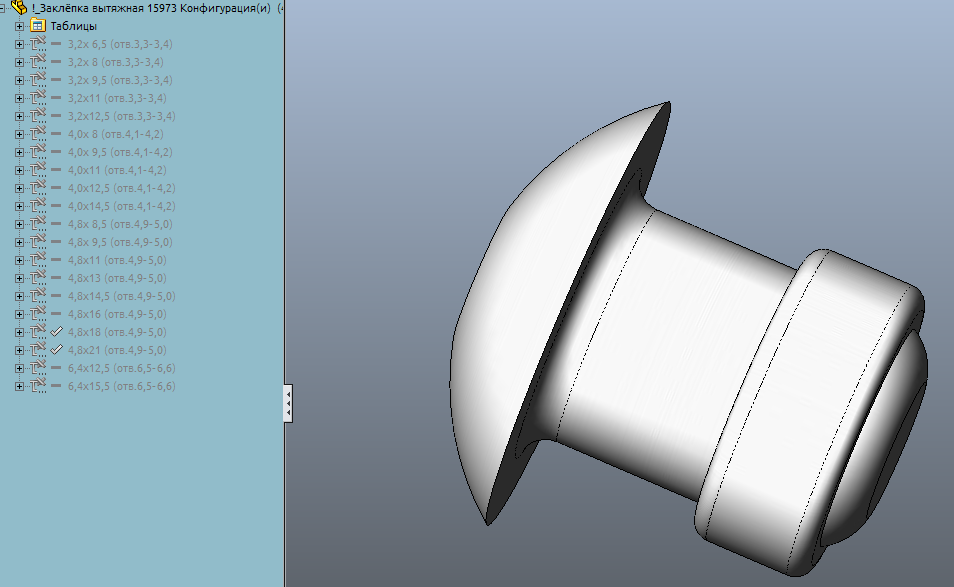 !_Заклёпка вытяжная 15973 Конфигурация(и) (
Таблицы
3,2x 6,5 (отв.3,3-3,4)
3,2x 8 (отв.3,3-3,4)
3,2x 9,5 (отв.3,3-3,4)
3,2x11 (отв.3,3-3,4)
3,2x12,5 (отв.3,3-3,4)
4,0x 8 (отв.4,1-4,2)
4,0x 9,5 (отв.4,1-4,2)
4,0x11 (отв.4,1-4,2)
4,0x12,5 (отв.4,1-4,2)
4,0x14,5 (отв.4,1-4,2)
4,8x 8,5 (отв.4,9-5,0)
4,8x 9,5 (отв.4,9-5,0)
4,8x11 (отв.4,9-5,0)
4,8x13 (отв.4,9-5,0)
4,8x14,5 (отв.4,9-5,0)
4,8x16 (отв.4,9-5,0)
4,8x18 (отв.4,9-5,0)
4,8x21 (отв.4,9-5,0)
6,4x12,5 (отв.6,5-6,6)
6,4x15,5 (отв.6,5-6,6)